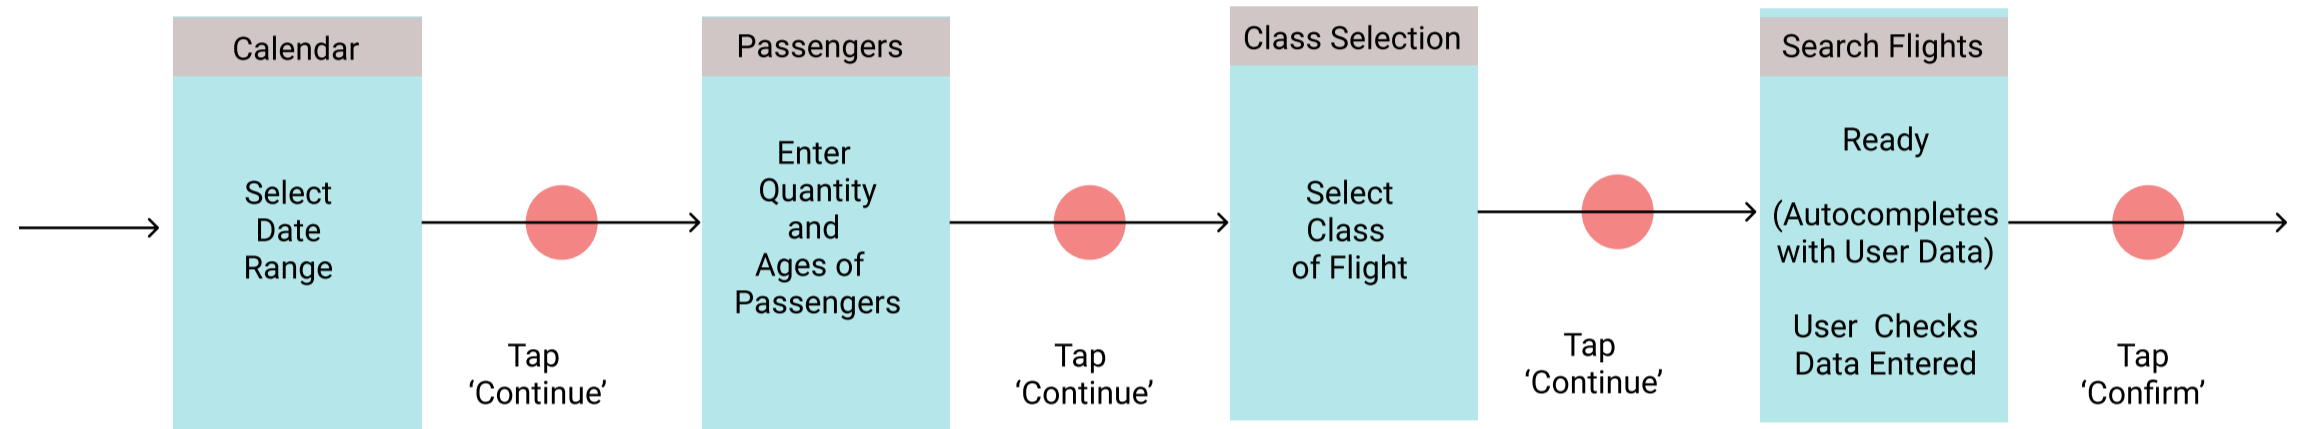 Calendar
Select
Date
Range
Tap
‘Continue’
Passengers
Enter
Quantity
and
Ages of
Passengers
Tap
‘Continue’
Class Selection
Select
Class
of Flight
Tap
‘Continue’
Search Flights
Ready
(Autocompletes
with User Data)
User Checks
Data Entered
Tap
‘Confirm’